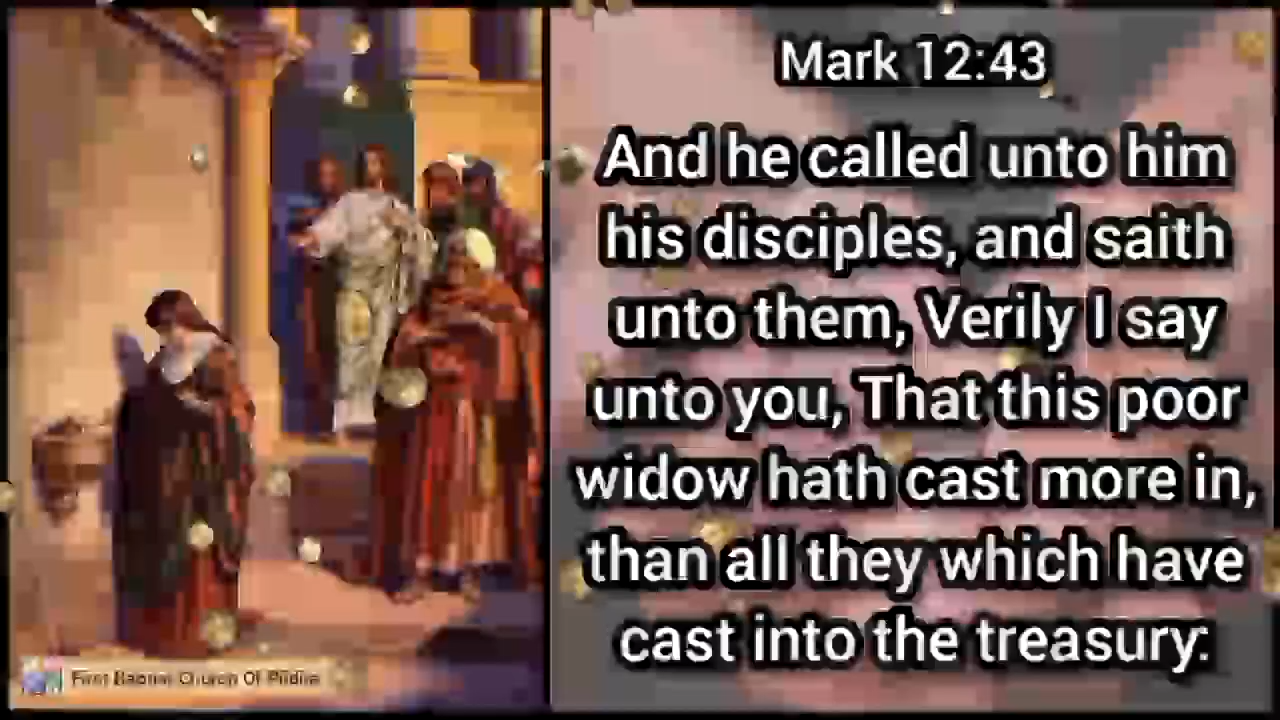 Mark 12:43
And he called unto him
his disciples, and saith
unto them, Verily I say
unto you, That this poor
widow hath cast more in,
than all they which have
cast into the treasury:
First Baptist Church Of